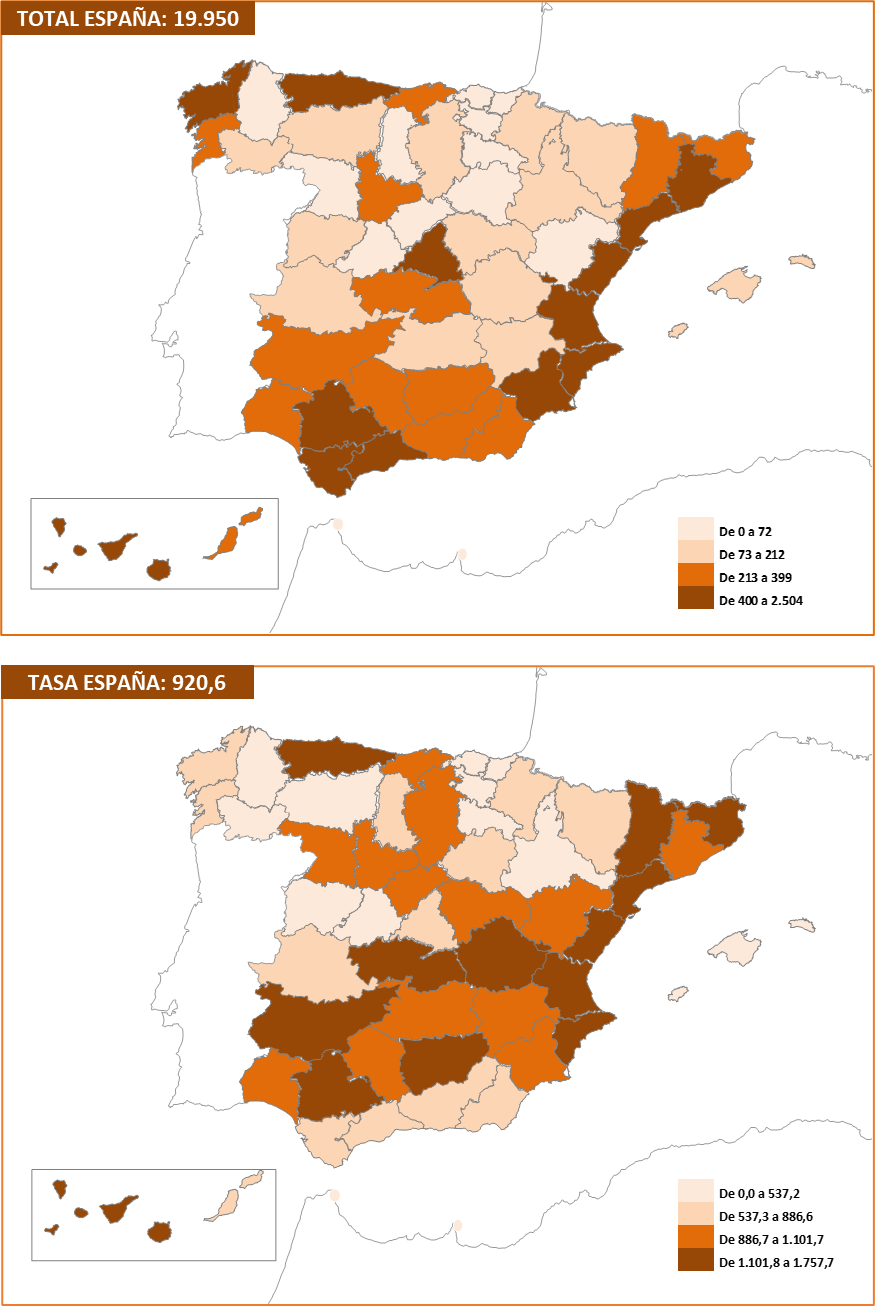 TOTAL ESPAÑA: 19.950
De 0 a 72
De 73 a 212
De 213 a 399
De 400 a 2.504
TASA ESPAÑA: 920,6
De 0,0 a 537,2
De 537,3 a 886,6
De 886,7 a 1.101,7
De 1.101,8 a 1.757,7